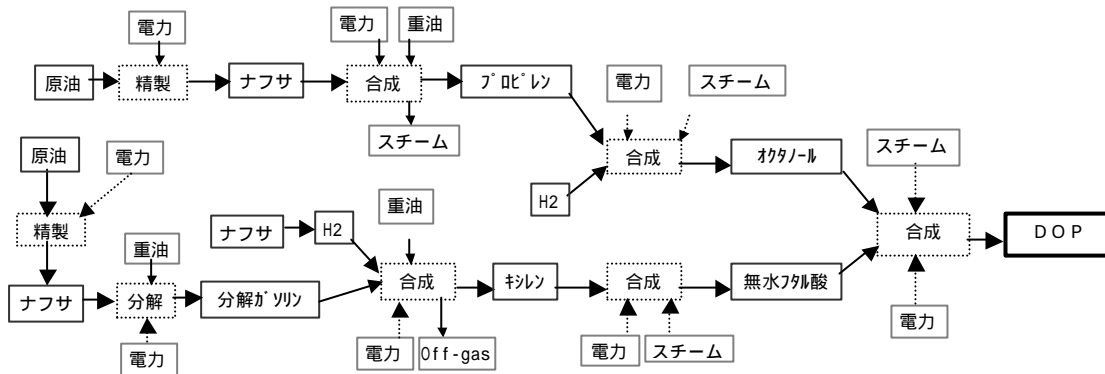 電力
電力
重油
原油
精製
ナフサ
合成
プロピレン
スチーム
電力
スチーム
原油
電力
合成
オクタノール
スチーム
H2
重油
精製
ナフサ
H2
合成
DOP
重油
合成
キシレン
合成
無水フタル酸
ナフサ
分解
分解ガソリン
電力
電力
電力
Off-gas
電力
スチーム